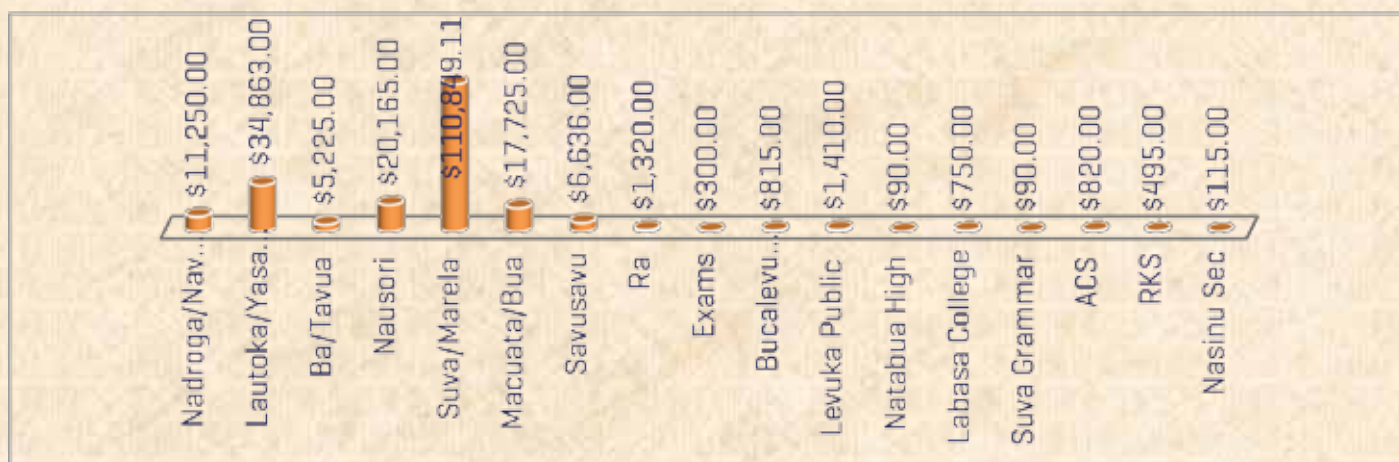 $11,250.00
$34,863.00
$5,225.00
$20,165.00
$110,849.11
$17,725.00
$6,636.00
$1,320.00
$300.00
$815.00
$1,410.00
$90.00
$750.00
$90.00
$820.00
$495.00
$115.00
Nadroga/Nav...
Lautoka/Yasa...
Ba/Tavua
Nausori
Suva/Marela
Macuata/Bua
Savusavu
Ra
Exams
Bucalevu...
Levuka Public
Natabua High
Labasa College
Suva Grammar
ACS
RKS
Nasinu Sec